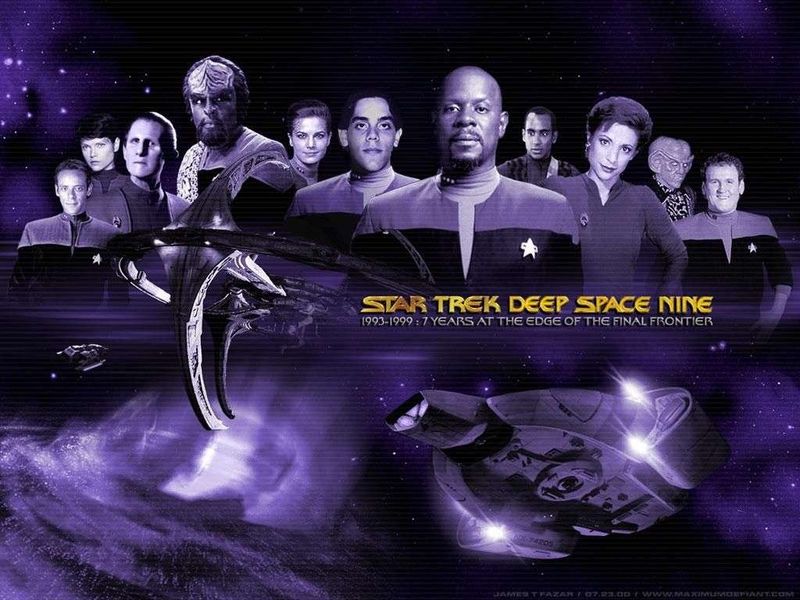 STAR TREK DEEP SPACE NINE
1993-1999 : 7 YEARS AT THE EDGE OF THE FINAL FRONTIER
JAMES T FAZAR / 07.23.00 / WWW.MAXIMUMDEFIANT.COM